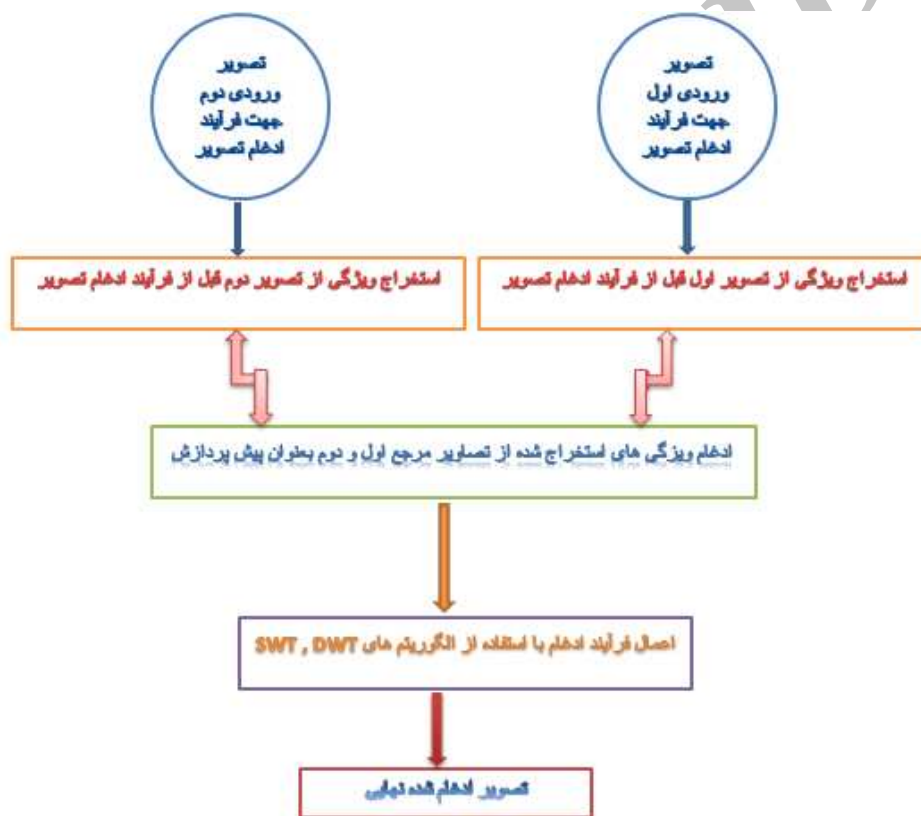 تصویر
ورودی اول
جهت فرآیند
ادغام تصویر
تصویر
ورودی دوم
جهت فرآیند
ادغام تصویر
استخراج ویژگی از تصویر اول قبل از فرآیند ادغام تصویر
استخراج ویژگی از تصویر دوم قبل از فرآیند ادغام تصویر
ادغام ویژگی های استخراج شده از تصاویر مرجع اول و دوم بعنوان پیش پردازش
اعمال فرآیند ادغام با استفاده از الگوریتم های SWT , DWT
تصویر ادغام شده نهایی